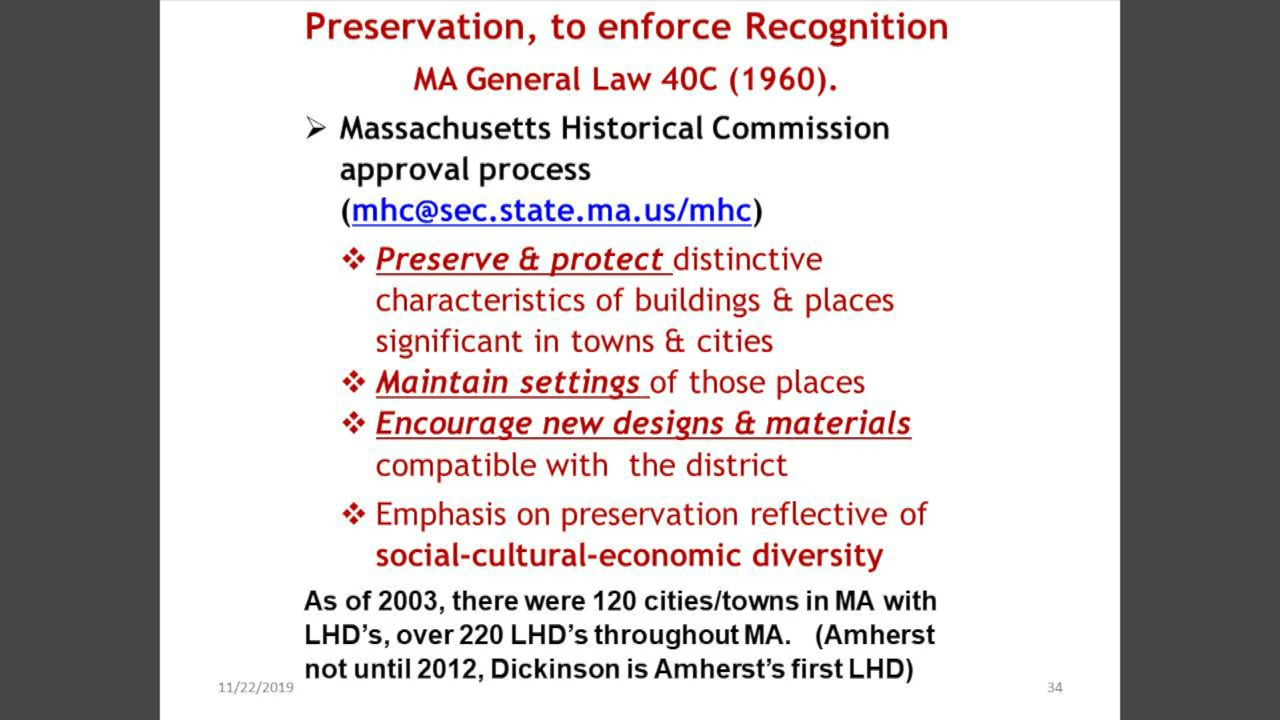 Preservation, to enforce Recognition
MA General Law 40C (1960).
➢ Massachusetts Historical Commission
approval process
(mhc@sec.state.ma.us/mhc)
❖ Preserve & protect distinctive
characteristics of buildings & places
significant in towns & cities
❖ Maintain settings of those places
❖ Encourage new designs & materials
compatible with  the district
❖ Emphasis on preservation reflective of
social-cultural-economic diversity
As of 2003, there were 120 cities/towns in MA with
LHD's, over 220 LHD's throughout MA.   (Amherst
not until 2012, Dickinson is Amherst's first LHD)
11/22/2019
34